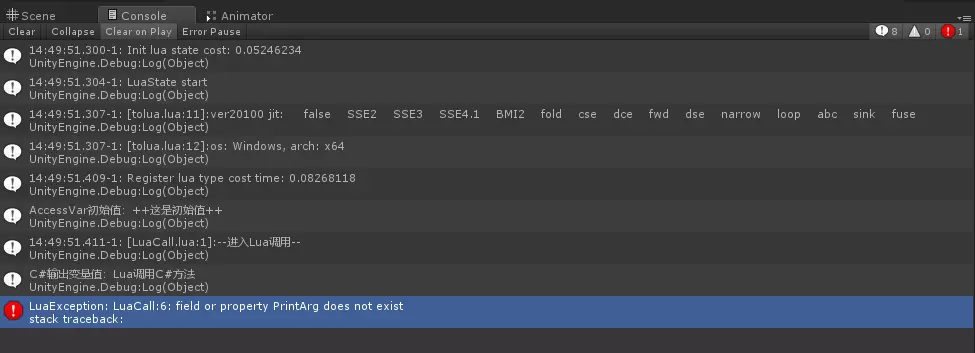 Scene Console Animator
Clear Collapse Clear on Play Error Pause 8 0 1
14:49:51.300-1: Init lua state cost: 0.05246234
UnityEngine.Debug:Log(Object)
14:49:51.304-1: LuaState start
UnityEngine.Debug:Log(Object)
14:49:51.307-1: [tolua.lua:11]:ver20100 jit: false SSE2 SSE3 SSE4.1 BMI2 fold cse dce fwd dse narrow loop abc sink fuse
UnityEngine.Debug:Log(Object)
14:49:51.307-1: [tolua.lua:12]:os: Windows, arch: x64
UnityEngine.Debug:Log(Object)
14:49:51.409-1: Register lua type cost time: 0.08268118
UnityEngine.Debug:Log(Object)
AccessVar初始值：++这是初始值++
UnityEngine.Debug:Log(Object)
14:49:51.411-1: [LuaCall.lua:1]:--进入Lua调用--
UnityEngine.Debug:Log(Object)
C#输出变量值：Lua调用C#方法
UnityEngine.Debug:Log(Object)
LuaException: LuaCall:6: field or property PrintArg does not exist
stack traceback: